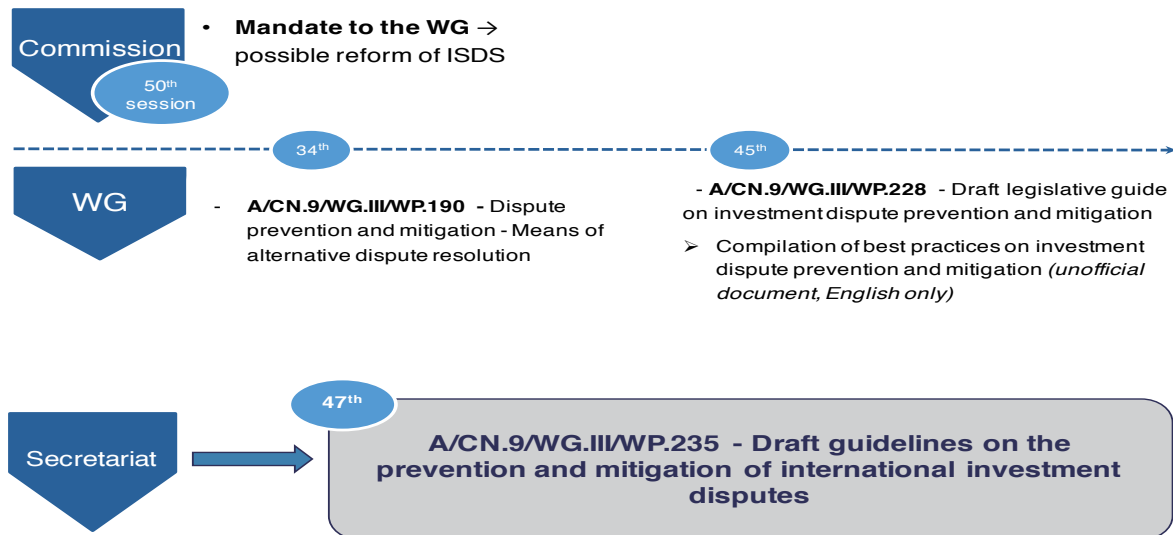 Commission
50th
session
• Mandate to the WG →
possible reform of ISDS
34th
45th
WG
- A/CN.9/WG.III/WP.190 - Dispute
prevention and mitigation - Means of
alternative dispute resolution
- A/CN.9/WG.III/WP.228 - Draft legislative guide
on investment dispute prevention and mitigation
➢ Compilation of best practices on investment
dispute prevention and mitigation (unofficial
document, English only)
47th
Secretariat
A/CN.9/WG.III/WP.235 - Draft guidelines on the
prevention and mitigation of international investment
disputes